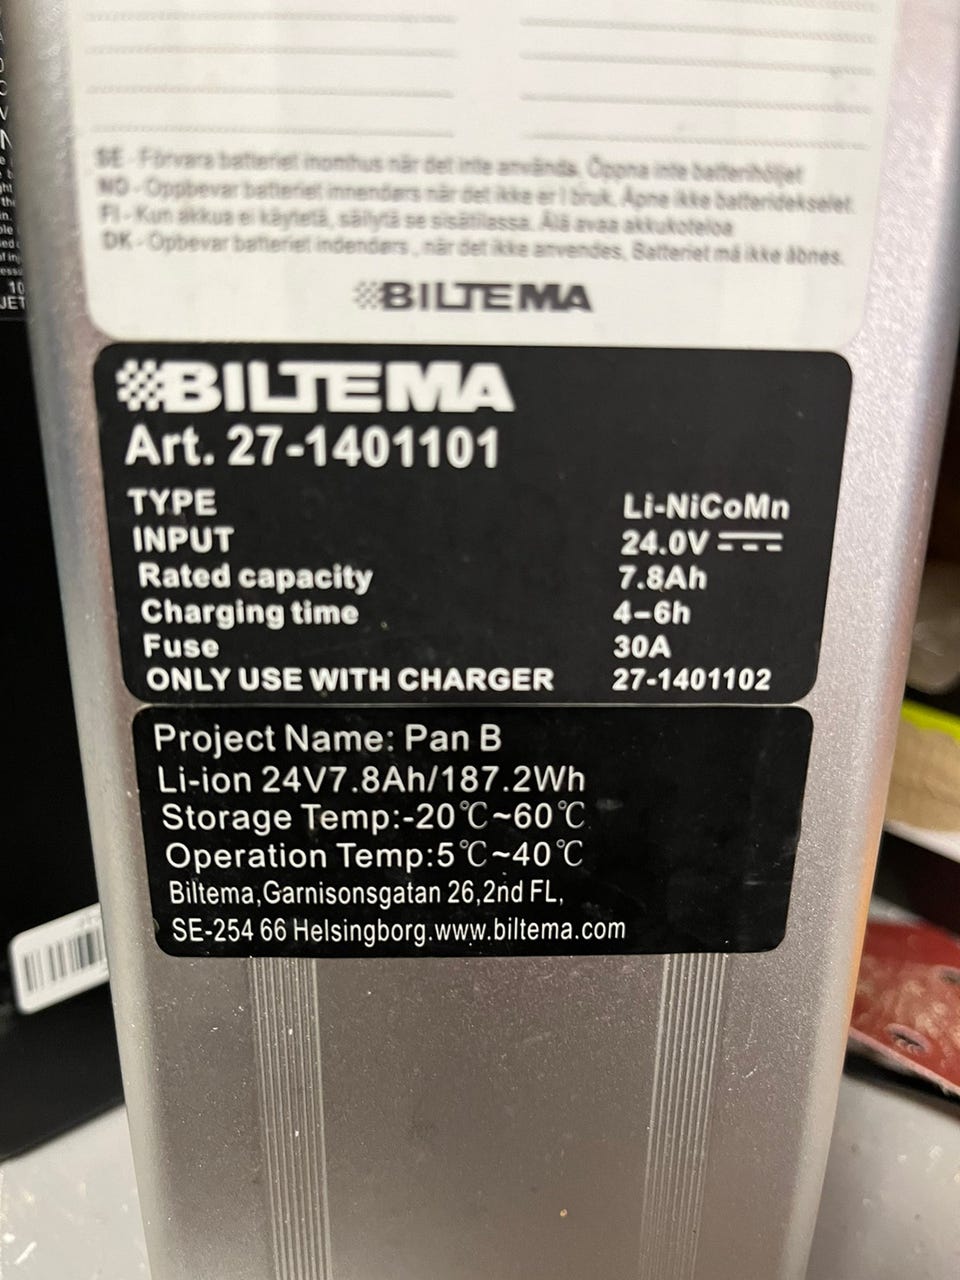 SE - Förvara batteriet inomhus när det inte används. Öppna inte batterihöljet
NO - Oppbevar batteriet innendørs når det ikke er I bruk. Åpne ikke batteridekselet.
FI - Kun akkua ei käytetä, säilytä se sisätilassa. Älä avaa akkukoteloa
DK - Opbevar batteriet indendørs , når det ikke anvendes. Batteriet må ikke åbnes.
BILTEMA
BILTEMA
Art. 27-1401101
TYPE Li-NiCoMn
INPUT 24.0V
Rated capacity 7.8Ah
Charging time 4-6h
Fuse 30A
ONLY USE WITH CHARGER 27-1401102
Project Name: Pan B
Li-ion 24V7.8Ah/187.2Wh
Storage Temp:-20℃~60℃
Operation Temp:5℃~40℃
Biltema,Garnisonsgatan 26,2nd FL,
SE-254 66 Helsingborg.www.biltema.com